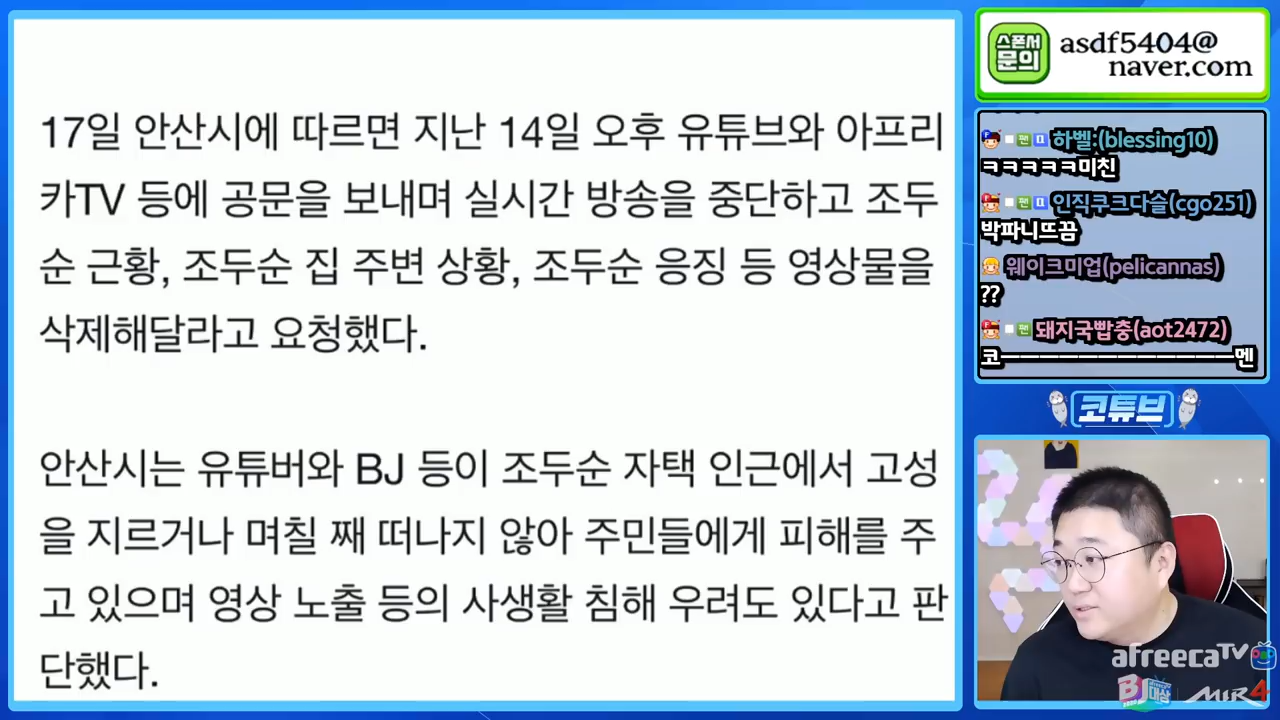 17일 안산시에 따르면 지난 14일 오후 유튜브와 아프리
카TV 등에 공문을 보내며 실시간 방송을 중단하고 조두
순 근황, 조두순 집 주변 상황, 조두순 응징 등 영상물을
삭제해달라고 요청했다.
안산시는 유튜버와 BJ 등이 조두순 자택 인근에서 고성
을 지르거나 며칠 째 떠나지 않아 주민들에게 피해를 주
고 있으며 영상 노출 등의 사생활 침해 우려도 있다고 판
단했다.
스폰서
문의
asdf5404@
naver.com
팬 하벨:(blessing10)
ㅋㅋㅋㅋㅋ미친
팬 인직쿠크다슬(cgo251)
박파니뜨끔
웨이크미업(pelicannas)
??
팬 돼지국빱충(aot2472)
코ㅡㅡㅡㅡㅡㅡㅡㅡㅡㅡㅡㅡ멘
코튜브
afreecaTV
BJ대상
MIR4